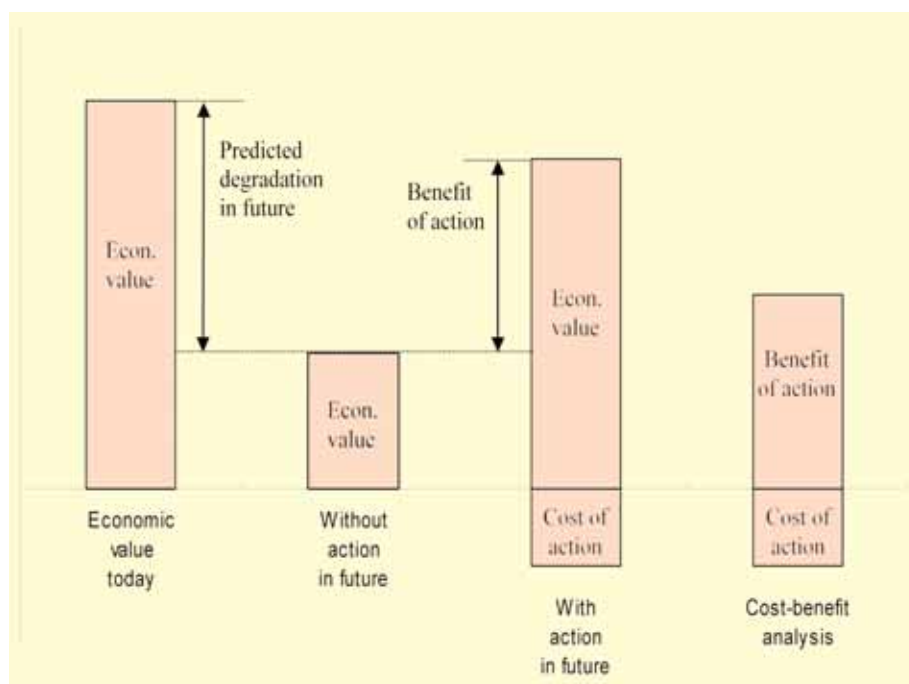 Predicted
degradation
in future
Benefit
of action
Econ.
value
Econ.
value
Econ.
value
Benefit
of action
Cost of
action
Cost of
action
Economic
value
today
Without
action
in future
With
action
in future
Cost-benefit
analysis